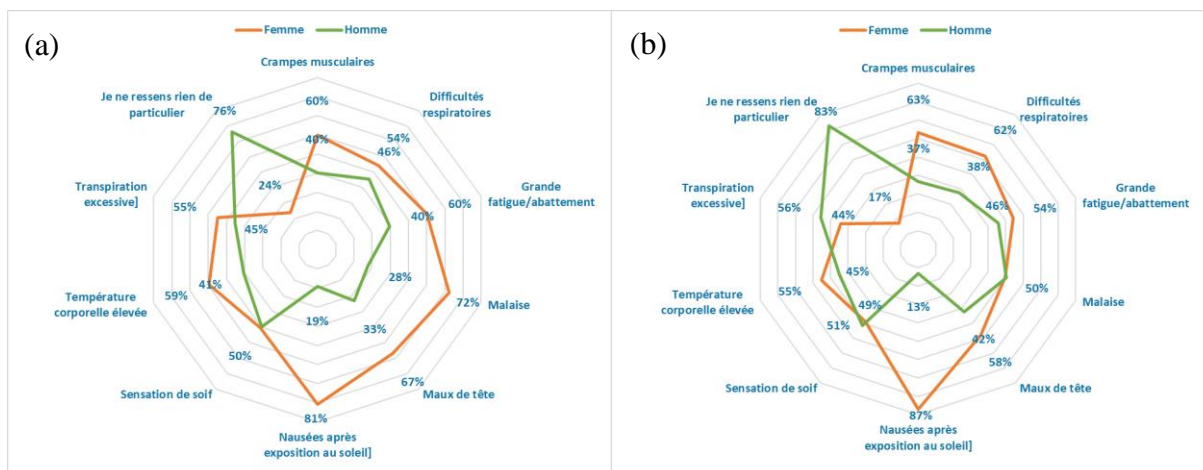 (a)
Femme Homme
Crampes musculaires
60%
40%
Difficultés
respiratoires
54%
46%
Grande
fatigue/abattement
60%
40%
Malaise
72%
28%
Maux de tête
67%
33%
Nausées après
exposition au soleil]
81%
19%
Sensation de soif
50%
Température
corporelle élevée
59%
41%
Transpiration
excessive]
55%
45%
Je ne ressens rien de
particulier
76%
24%
(b)
Femme Homme
Crampes musculaires
63%
37%
Difficultés
respiratoires
62%
38%
Grande
fatigue/abattement
54%
46%
Malaise
50%
Maux de tête
58%
42%
Nausées après
exposition au soleil]
87%
13%
Sensation de soif
51%
49%
Température
corporelle élevée
55%
45%
Transpiration
excessive]
56%
44%
Je ne ressens rien de
particulier
83%
17%